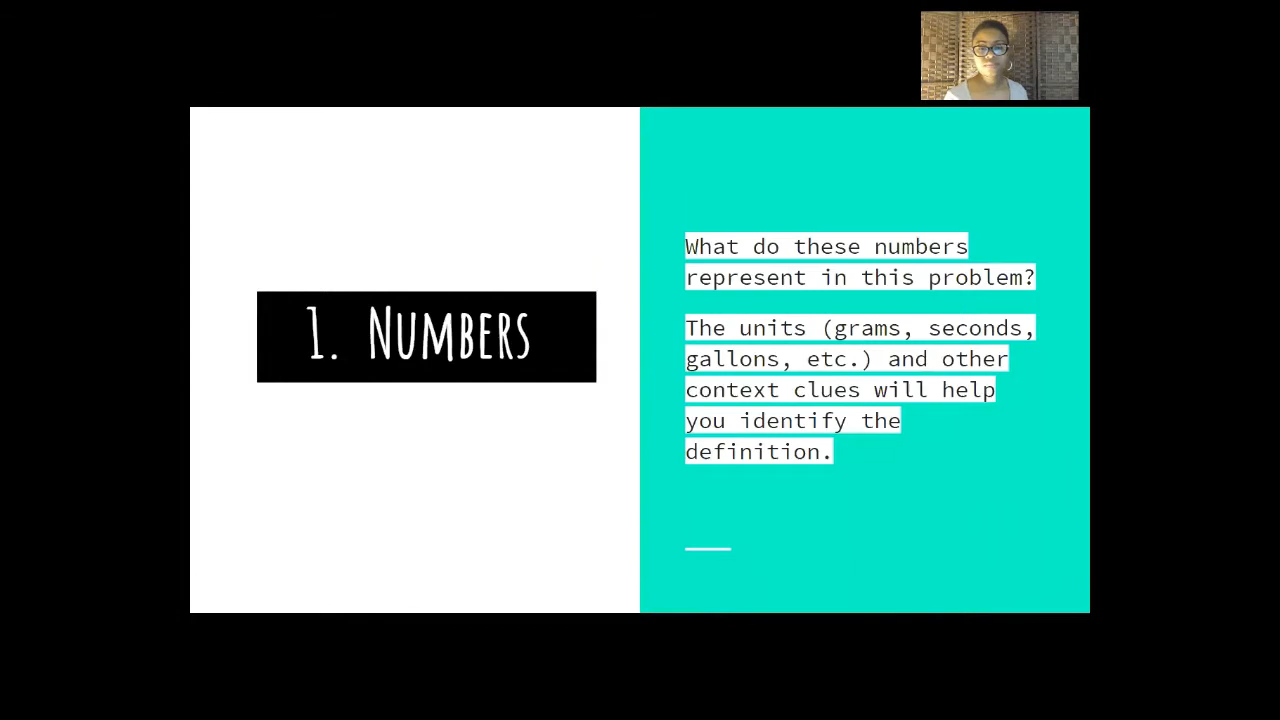 1. Numbers
What do these numbers
represent in this problem?
The units (grams, seconds,
gallons, etc.) and other
context clues will help
you identify the
definition.